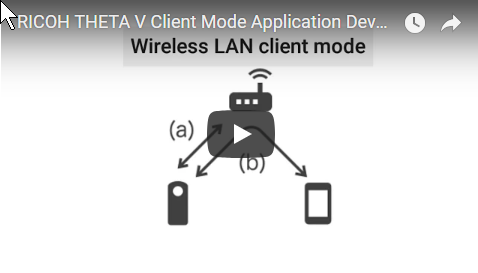 RICOH THETA V Client Mode Application Dev...
Wireless LAN client mode
(a)
(b)